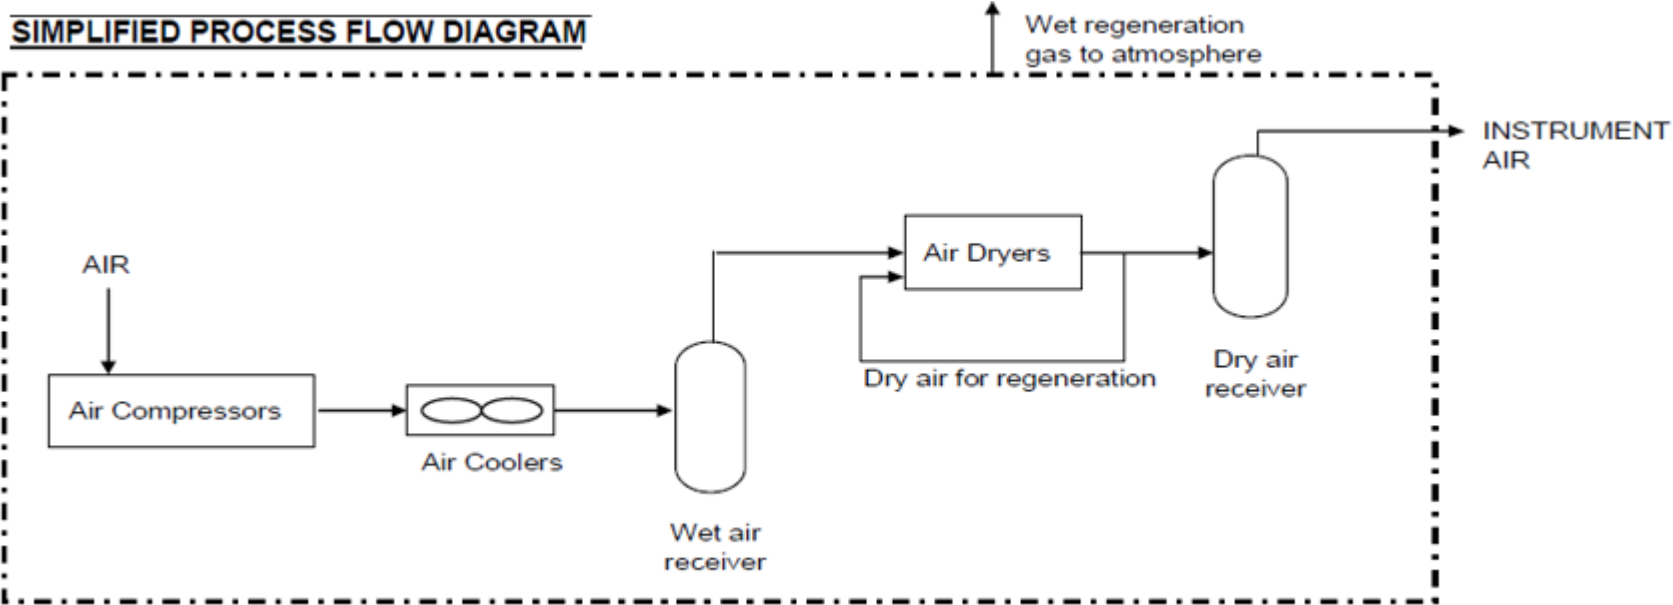 SIMPLIFIED PROCESS FLOW DIAGRAM
Wet regeneration
gas to atmosphere
INSTRUMENT
AIR
AIR
Air Dryers
Dry air for regeneration
Dry air
receiver
Air Compressors
Air Coolers
Wet air
receiver